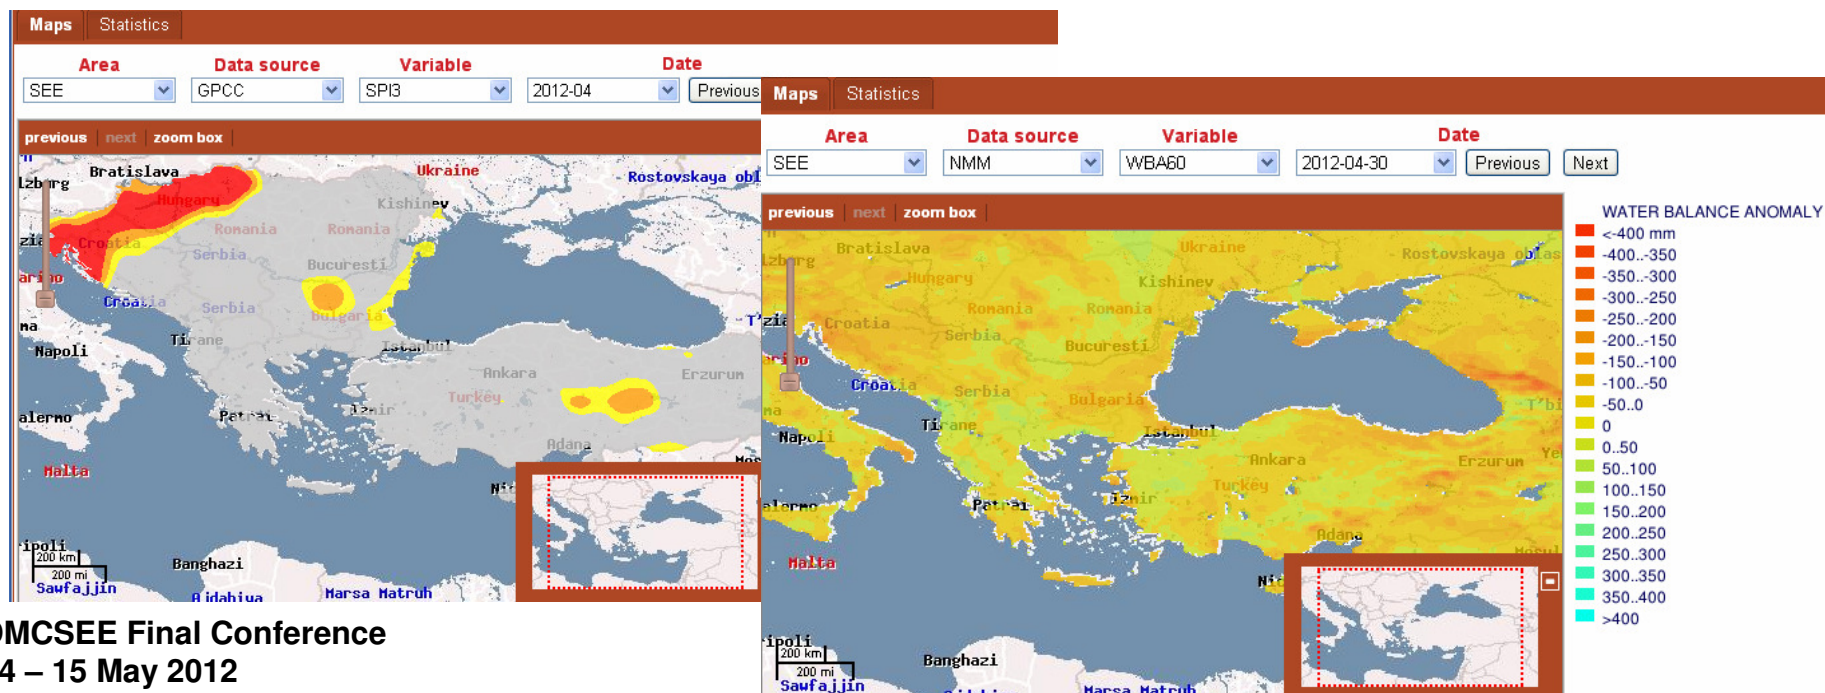 Maps Statistics
Area Data source Variable Date
SEE GPCC SPI3 2012-04 Previous
previous next zoom box
Bratislava
Ukraine
Rostovskaya obl
Hungary
Kishinev
Romania Romania
Croatia
Serbia
Bucuresti
Croatia
Serbia
Bulgaria
Tirane
Napoli
Istanbul
Ankara
Erzurum
Turkey
alermo
Patrai
Izmir
Adana
Malta
200 km
200 mi
Banghazi
Sawfajjin
Ajdabiya
Marsa Matruh
Maps Statistics
Area Data source Variable Date
SEE NMM WBA60 2012-04-30 Previous Next
previous next zoom box
Bratislava
Ukraine
Rostovskaya oblas
Hungary
Kishinev
Romania Romania
Croatia
Serbia
Bucuresti
Croatia
Serbia
Bulgaria
T'bi
Tirane
Napoli
Istanbul
Ankara
Erzurum
Turkey
alermo
Patrai
Izmir
Adana
Malta
200 km
200 mi
Banghazi
Sawfajjin
Marsa Matruh
WATER BALANCE ANOMALY
<-400 mm
-400..-350
-350..-300
-300..-250
-250..-200
-200..-150
-150..-100
-100..-50
-50..0
0
0..50
50..100
100..150
150..200
200..250
250..300
300..350
350..400
>400
DMCSEE Final Conference
4 – 15 May 2012